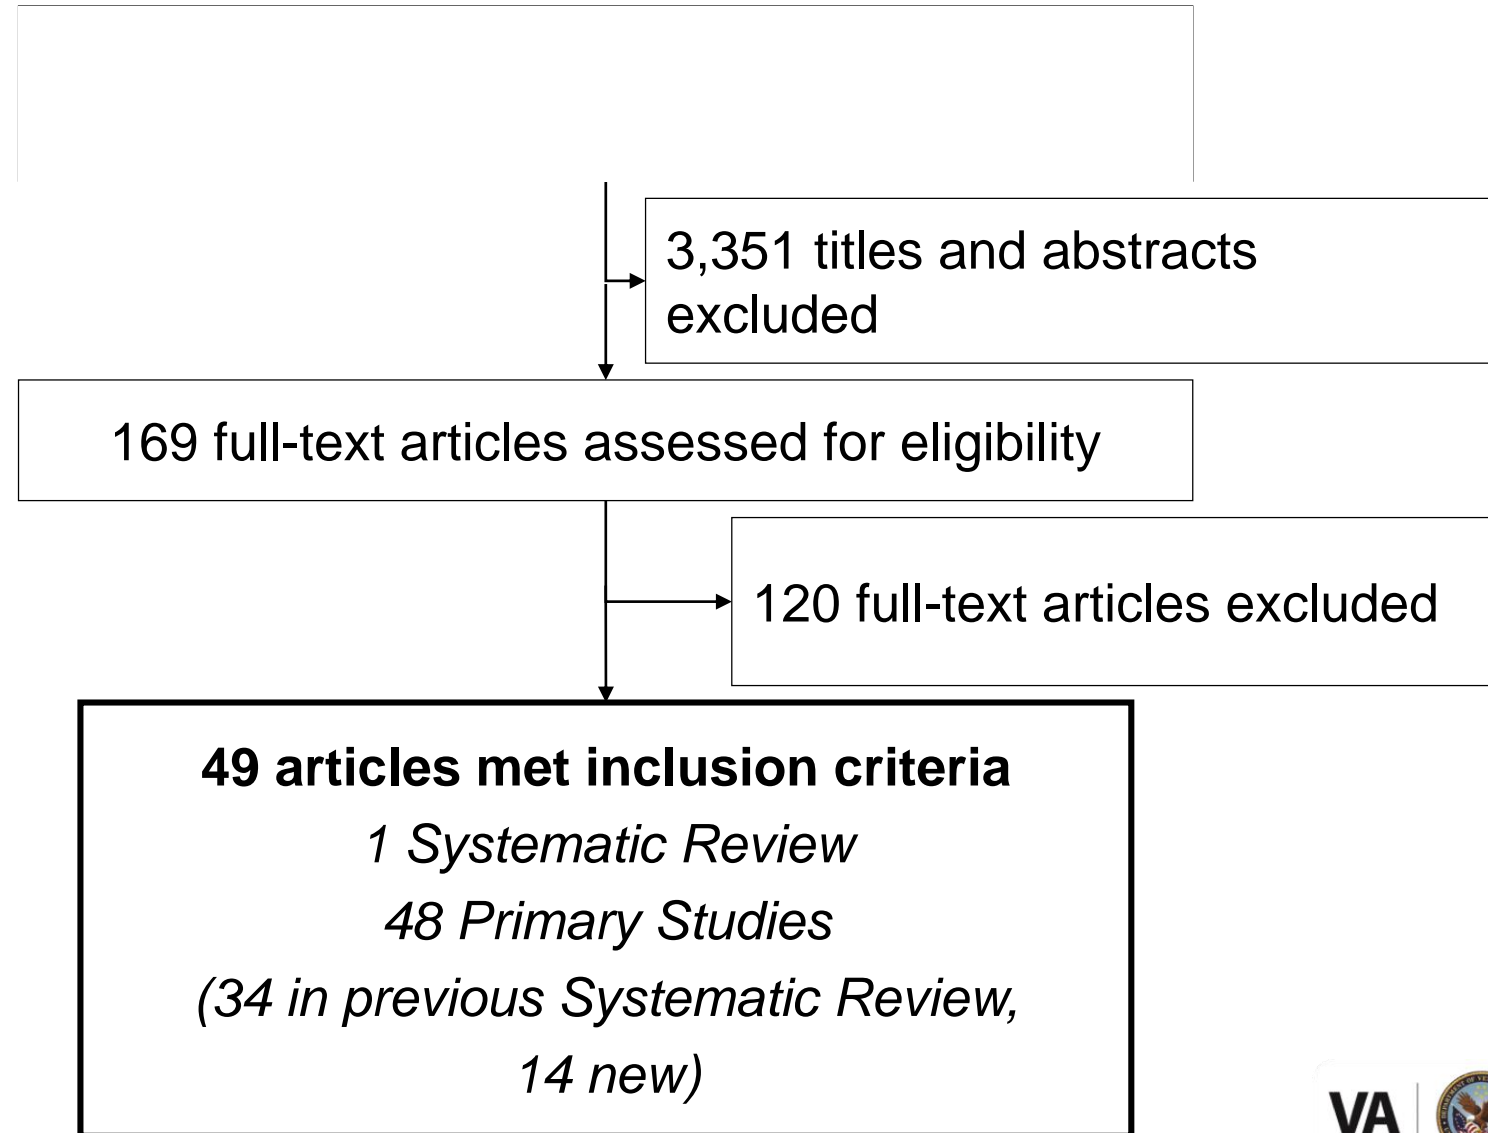 3,351 titles and abstracts
excluded
169 full-text articles assessed for eligibility
120 full-text articles excluded
49 articles met inclusion criteria
1 Systematic Review
48 Primary Studies
(34 in previous Systematic Review,
14 new)
VA